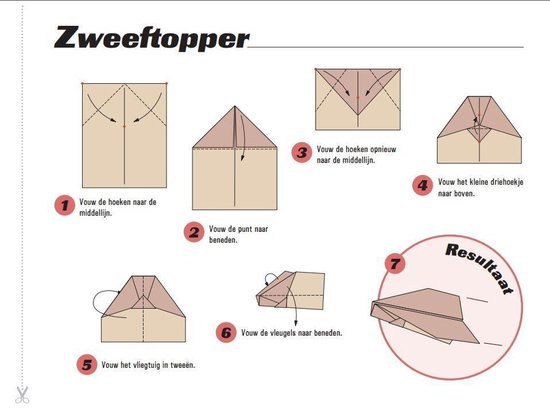 Zweeftopper
1 Vouw de hoeken naar de
middellijn.
2 Vouw de punt naar
beneden.
3 Vouw de hoeken opnieuw
naar de middellijn.
4 Vouw het kleine driehoekje
naar boven.
5 Vouw het vliegtuig in tweeën.
6 Vouw de vleugels naar beneden.
7 Resultaat